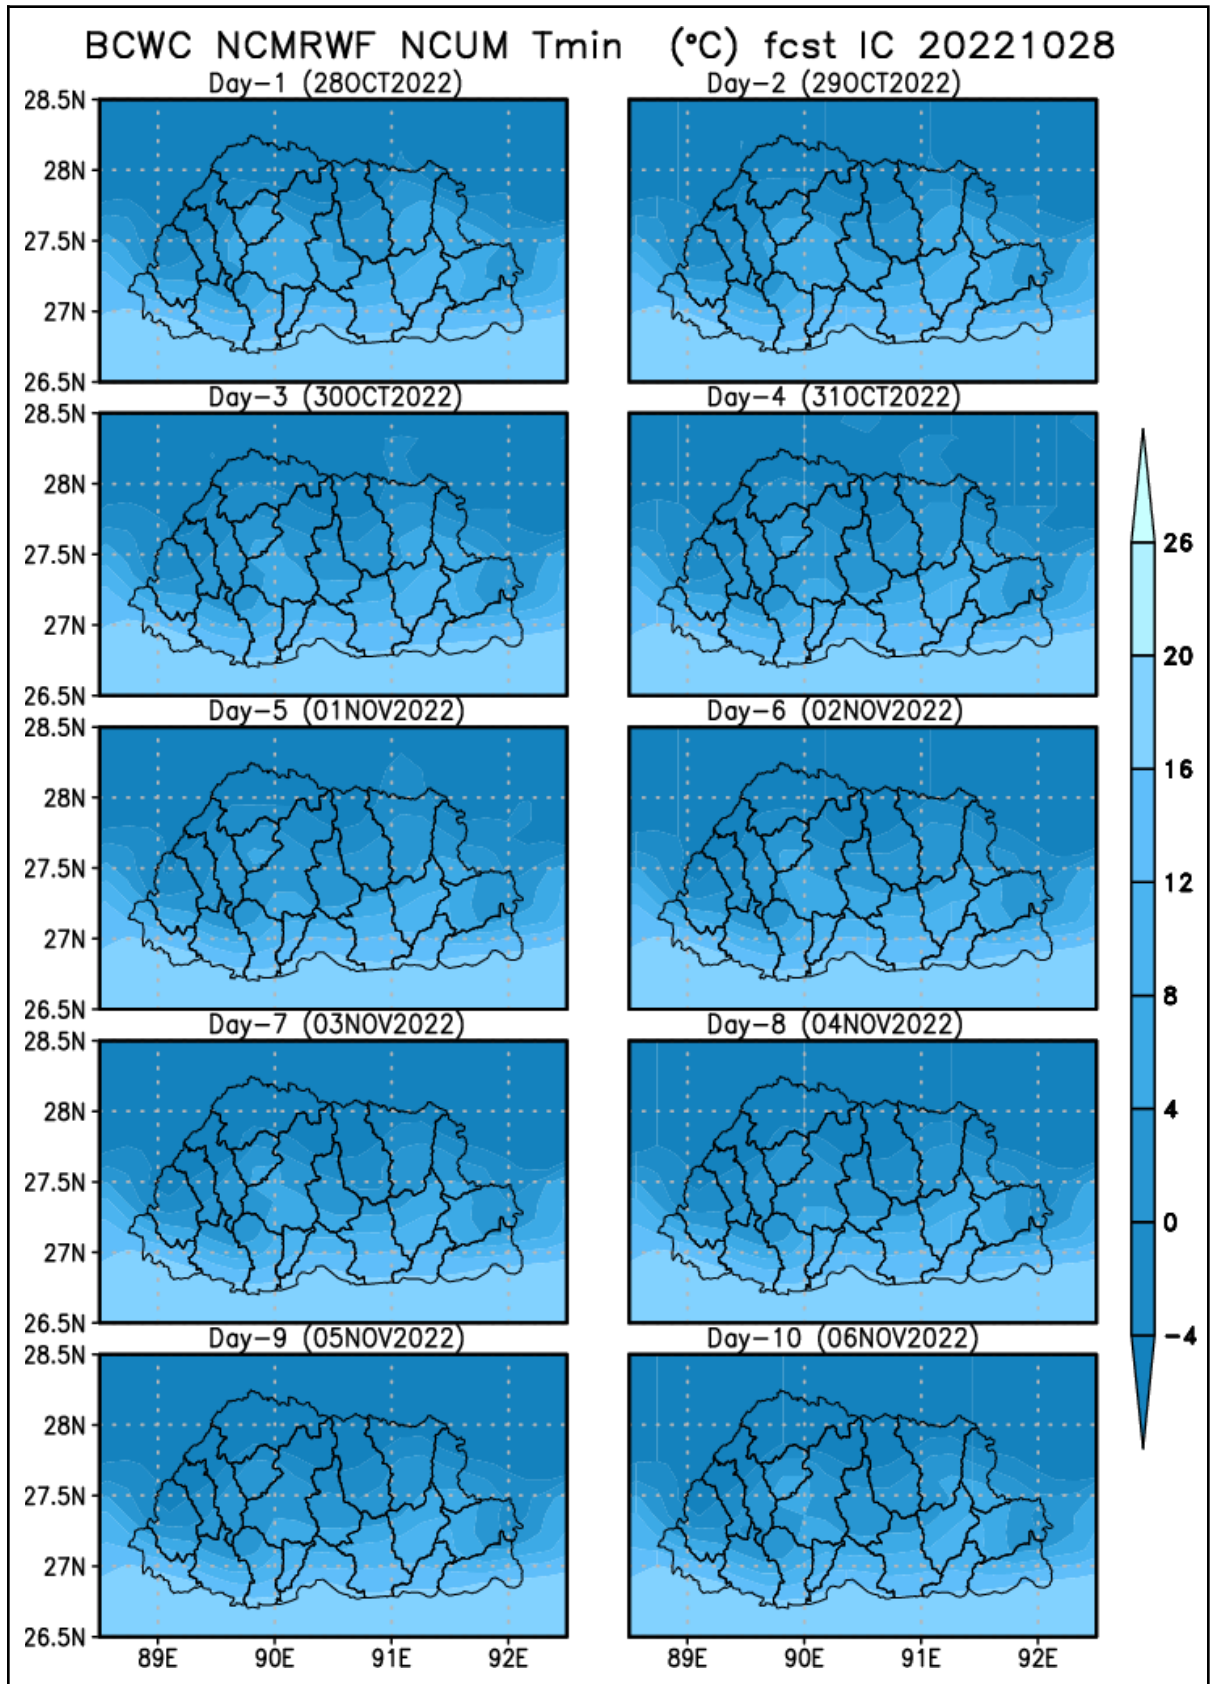 BCWC NCMRWF NCUM Tmin (°C) fcst IC 20221028
Day-1 (28OCT2022)
Day-2 (29OCT2022)
28.5N
28N
27.5N
27N
26.5N
Day-3 (30OCT2022)
Day-4 (31OCT2022)
28.5N
28N
27.5N
27N
26.5N
Day-5 (01NOV2022)
Day-6 (02NOV2022)
28.5N
28N
27.5N
27N
26.5N
Day-7 (03NOV2022)
Day-8 (04NOV2022)
28.5N
28N
27.5N
27N
26.5N
Day-9 (05NOV2022)
Day-10 (06NOV2022)
28.5N
28N
27.5N
27N
26.5N
89E 90E 91E 92E
89E 90E 91E 92E
26
20
16
12
8
4
0
-4